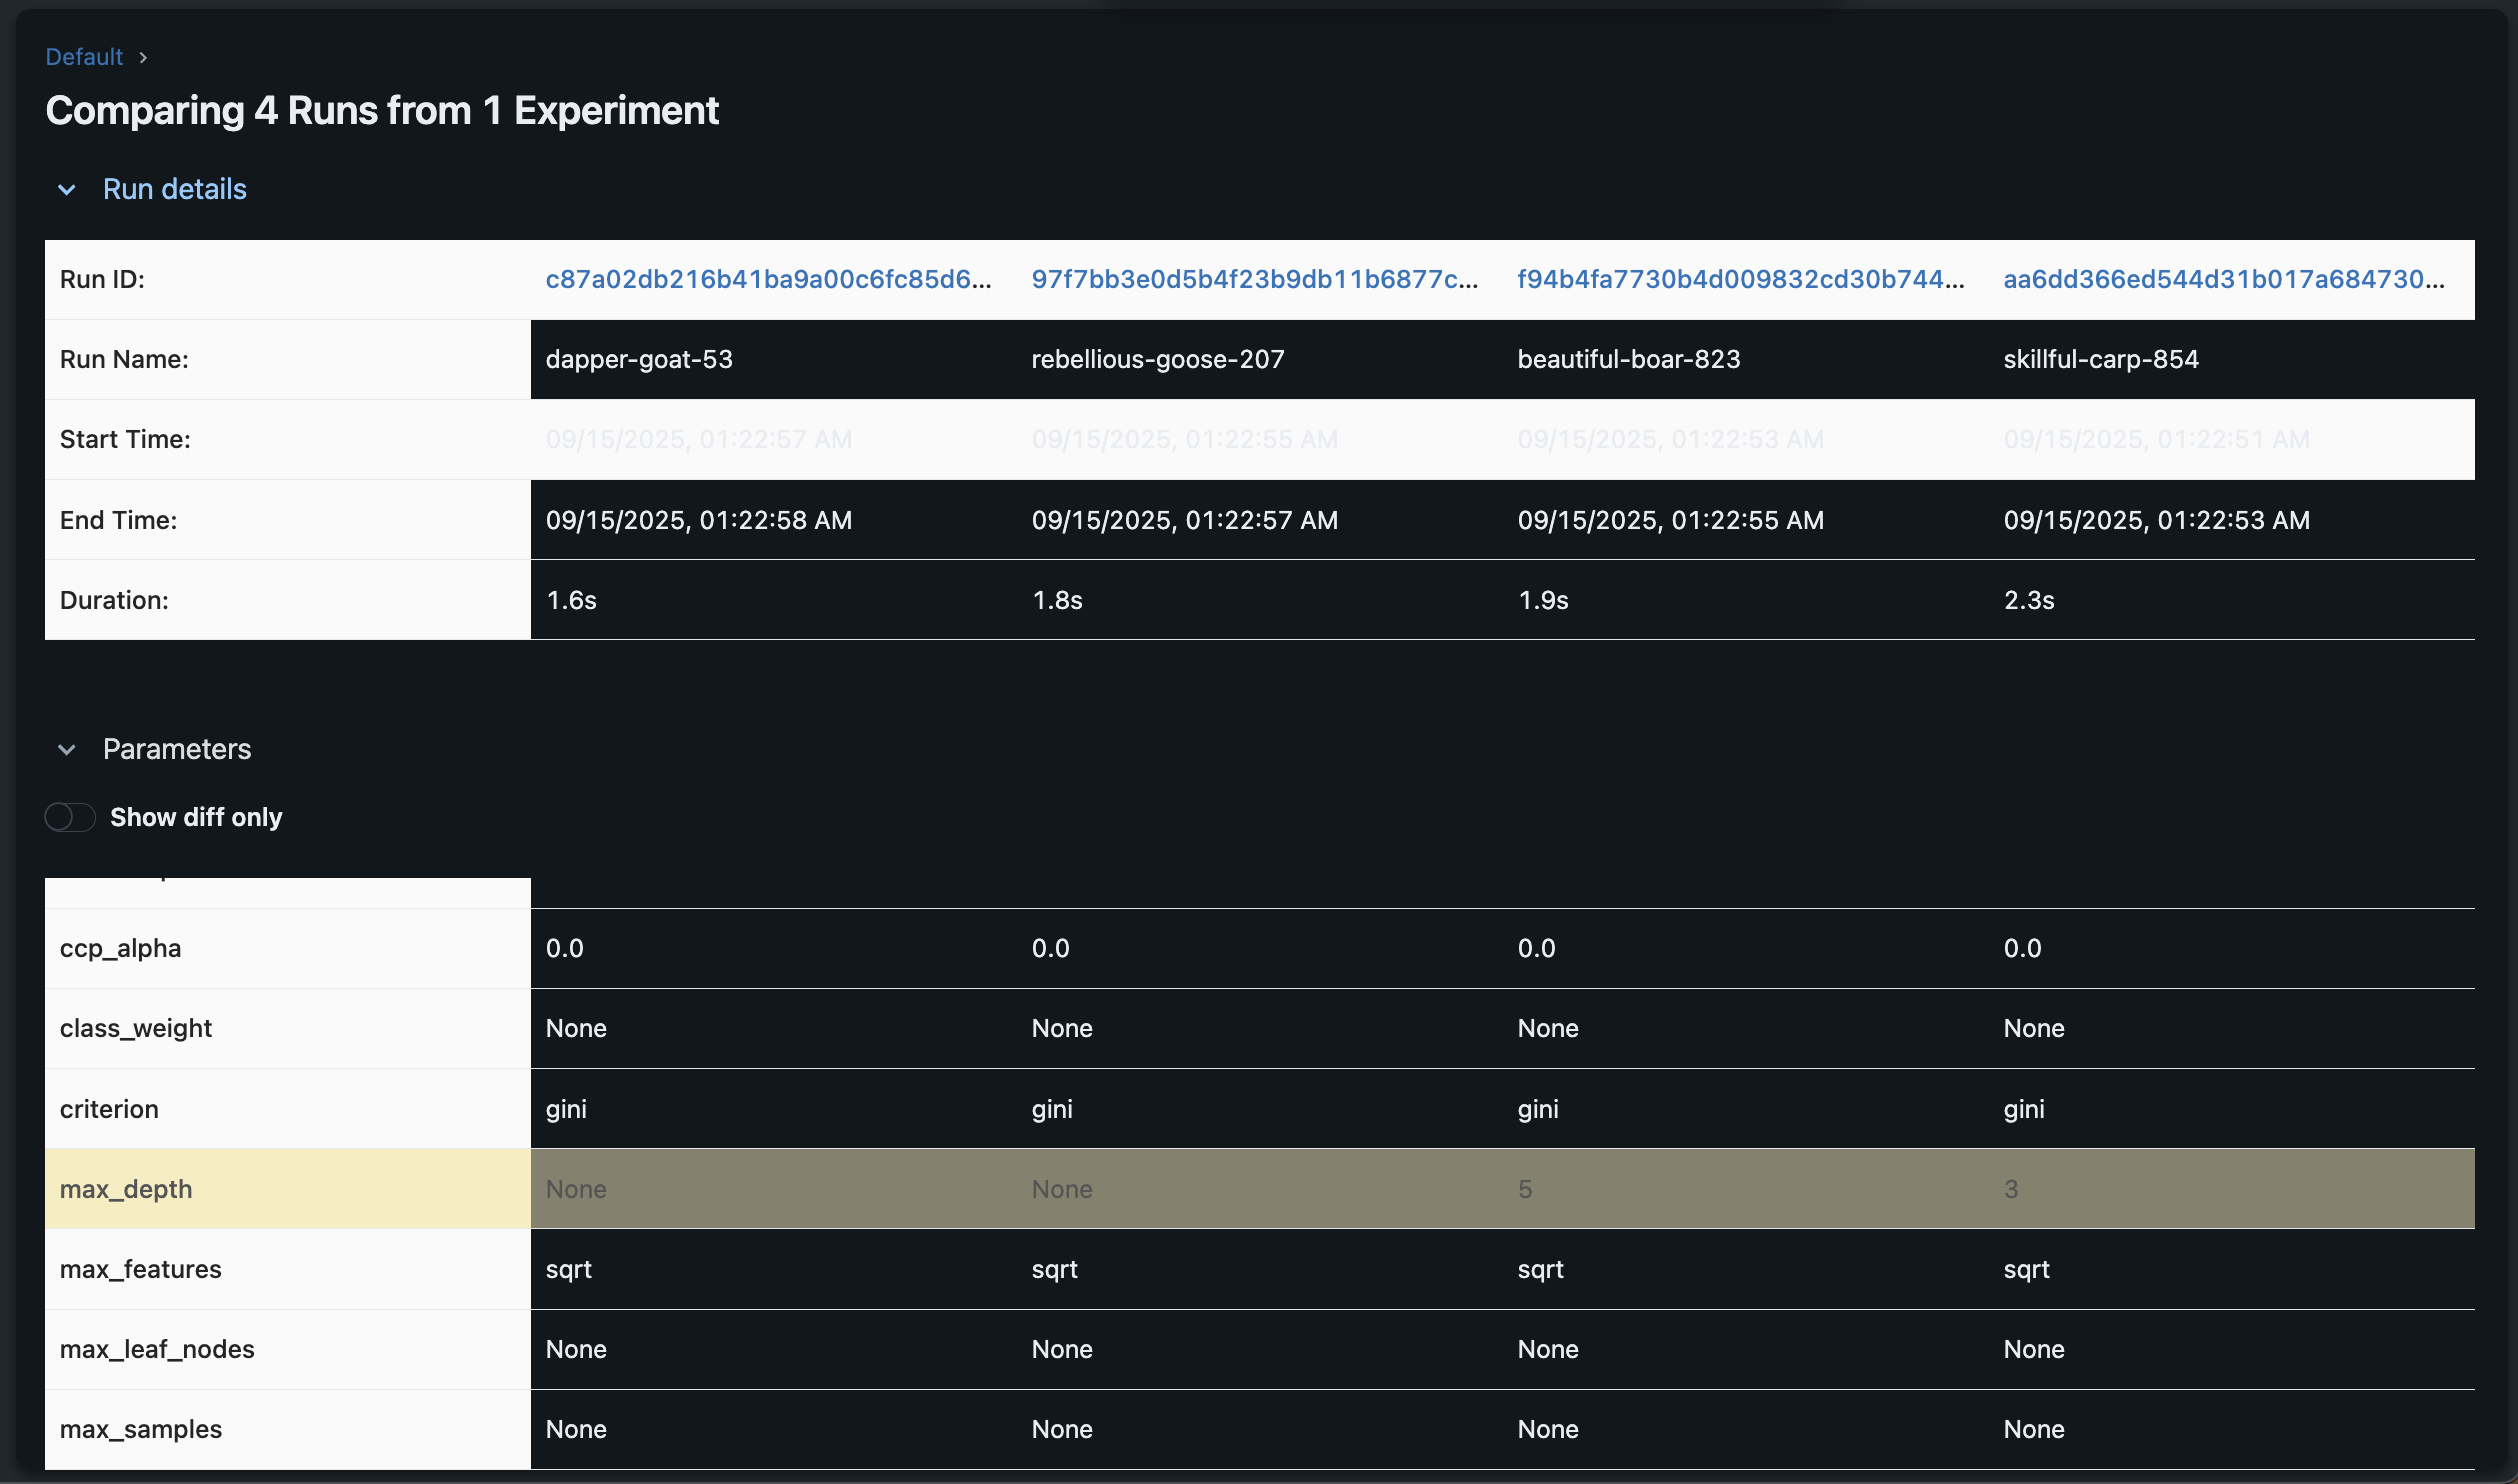 Default >
Comparing 4 Runs from 1 Experiment
Run details
Run ID: c87a02db216b41ba9a00c6fc85d6... 97f7bb3e0d5b4f23b9db11b6877c... f94b4fa7730b4d009832cd30b744... aa6dd366ed544d31b017a684730...
Run Name: dapper-goat-53 rebellious-goose-207 beautiful-boar-823 skillful-carp-854
Start Time: 09/15/2025, 01:22:57 AM 09/15/2025, 01:22:55 AM 09/15/2025, 01:22:53 AM 09/15/2025, 01:22:51 AM
End Time: 09/15/2025, 01:22:58 AM 09/15/2025, 01:22:57 AM 09/15/2025, 01:22:55 AM 09/15/2025, 01:22:53 AM
Duration: 1.6s 1.8s 1.9s 2.3s
Parameters
Show diff only
ccp_alpha 0.0 0.0 0.0 0.0
class_weight None None None None
criterion gini gini gini gini
max_depth None None 5 3
max_features sqrt sqrt sqrt sqrt
max_leaf_nodes None None None None
max_samples None None None None